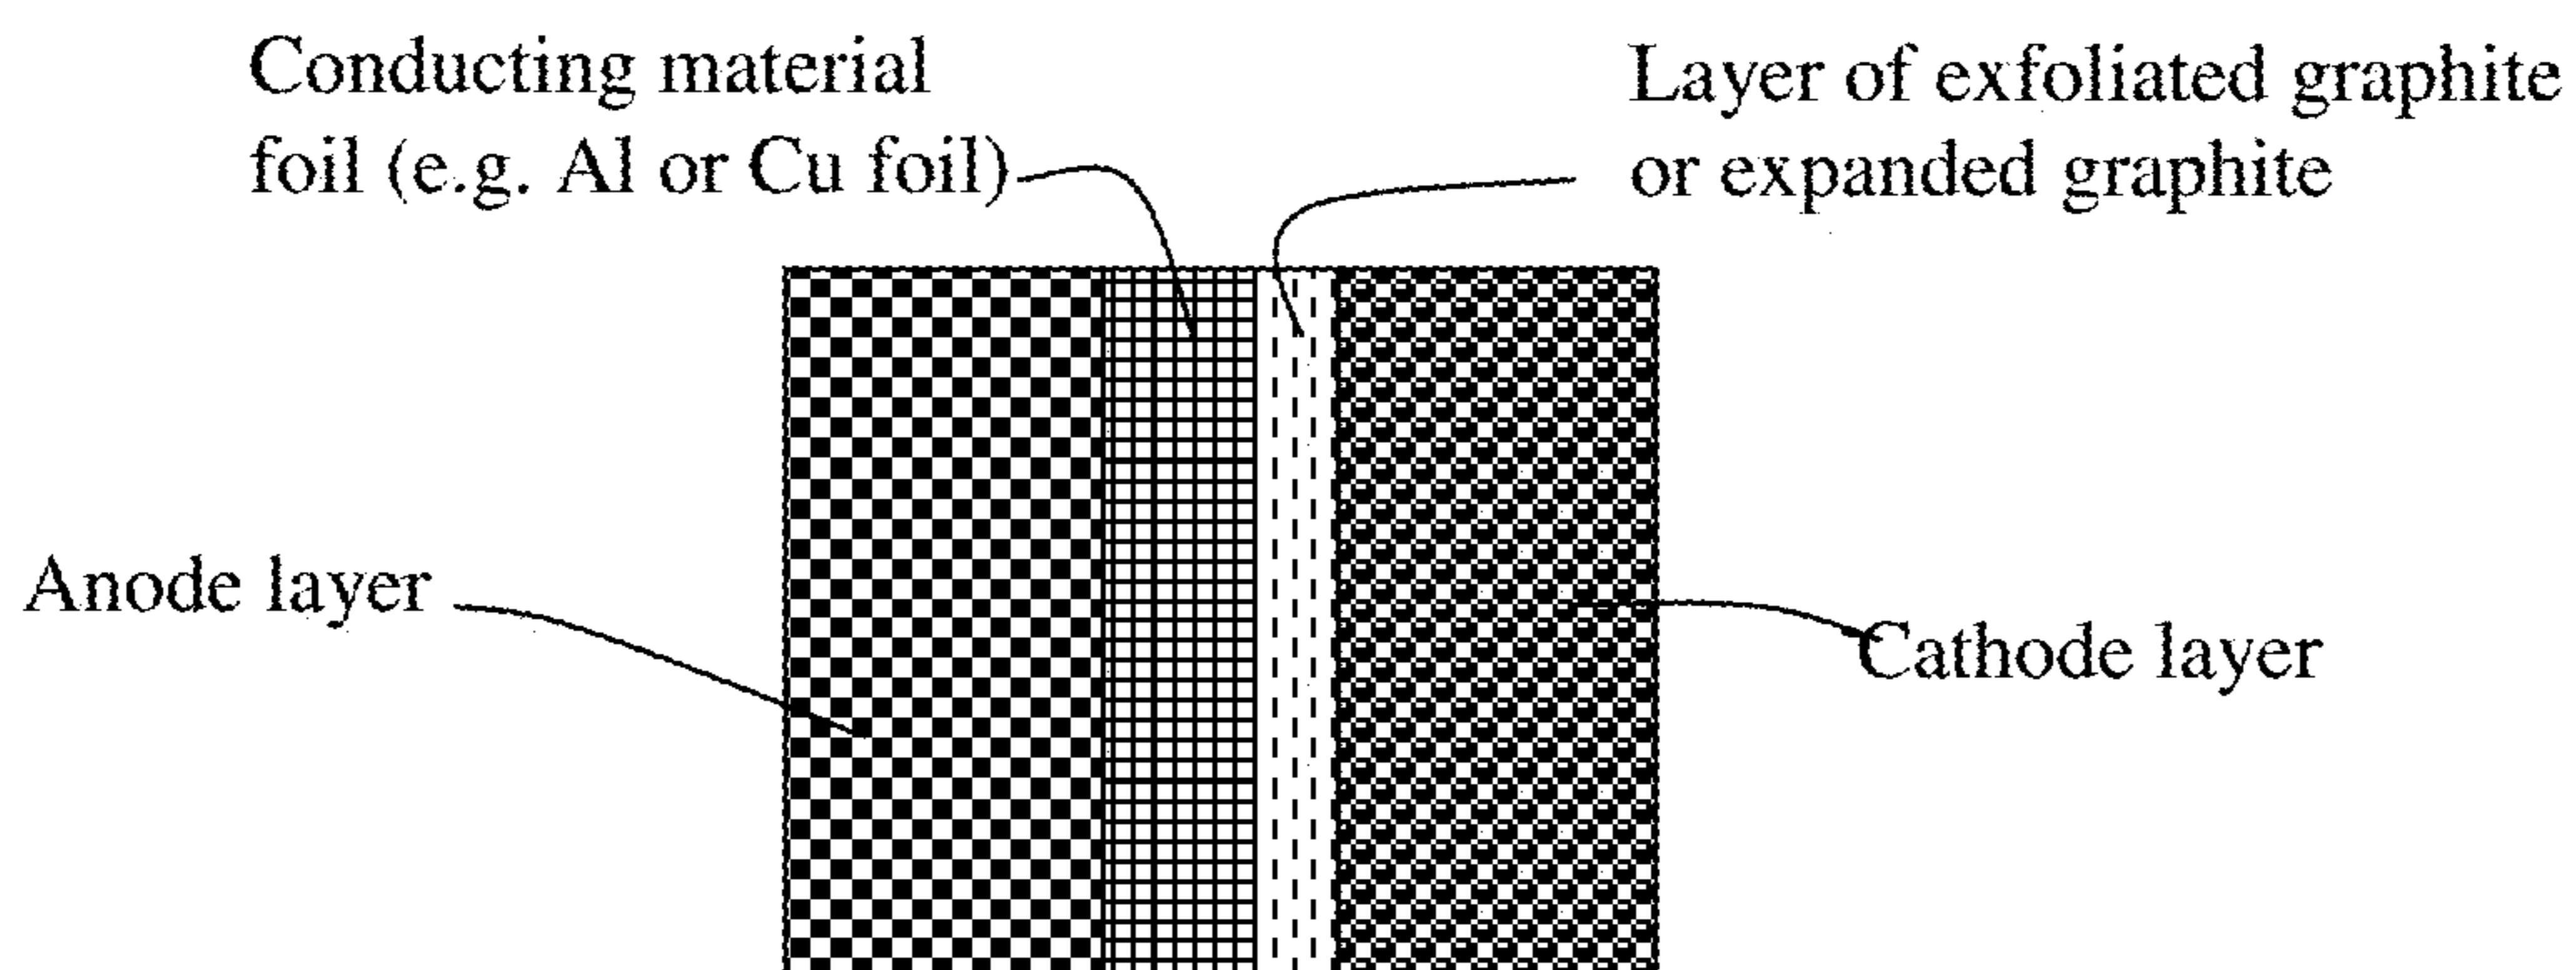 Conducting material
foil (e.g. Al or Cu foil)
Layer of exfoliated graphite
or expanded graphite
Anode layer
Cathode layer